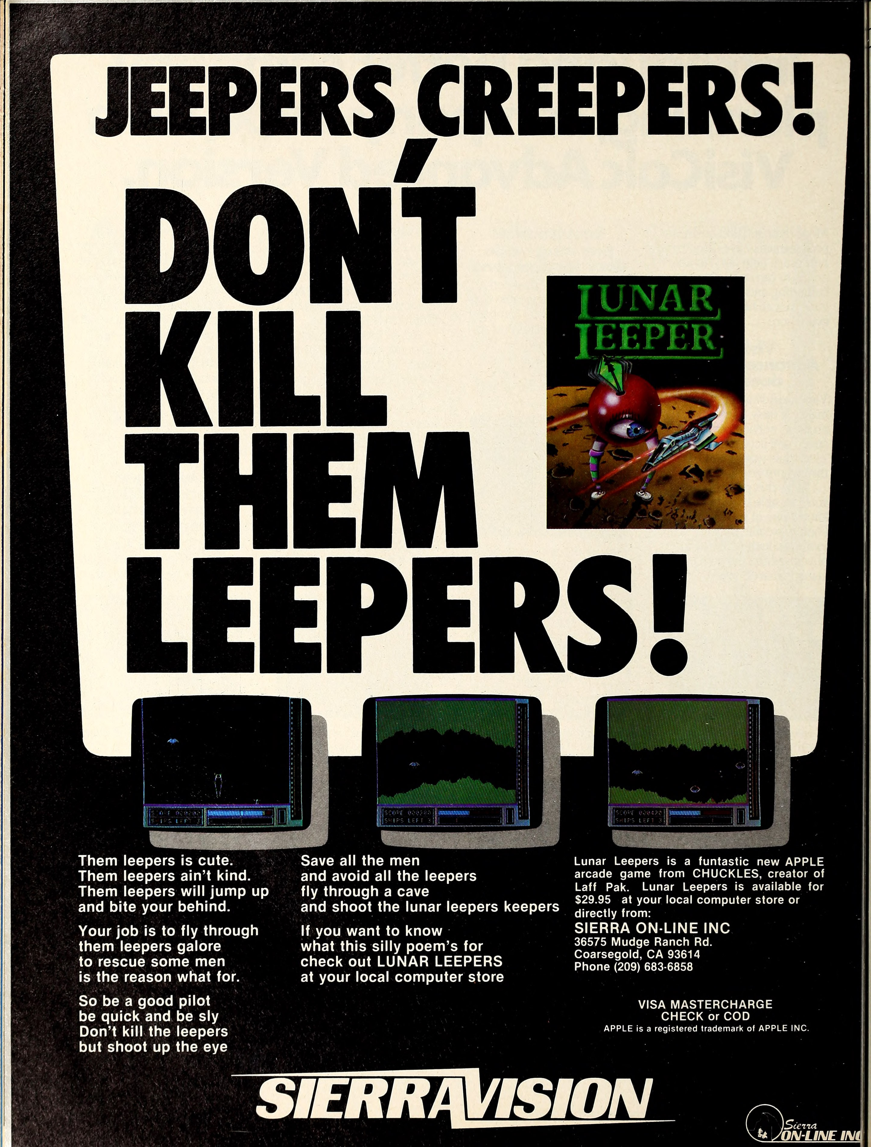 JEEPERS CREEPERS!
DON'T
KILL
THEM
LEEPERS!
LUNAR
LEEPER
Them leepers is cute.
Them leepers ain't kind.
Them leepers will jump up
and bite your behind.
Your job is to fly through
them leepers galore
to rescue some men
is the reason what for.
So be a good pilot
be quick and be sly
Don't kill the leepers
but shoot up the eye
Save all the men
and avoid all the leepers
fly through a cave
and shoot the lunar leepers keepers
If you want to know
what this silly poem's for
check out LUNAR LEEPERS
at your local computer store
Lunar Leepers is a funtastic new APPLE
arcade game from CHUCKLES, creator of
Laff Pak. Lunar Leepers is available for
$29.95 at your local computer store or
directly from:
SIERRA ON-LINE INC
36575 Mudge Ranch Rd.
Coarsegold, CA 93614
Phone (209) 683-6858
VISA MASTERCHARGE
CHECK or COD
APPLE is a registered trademark of APPLE INC.
SIERRAVISION
Sierra
ON-LINE INC